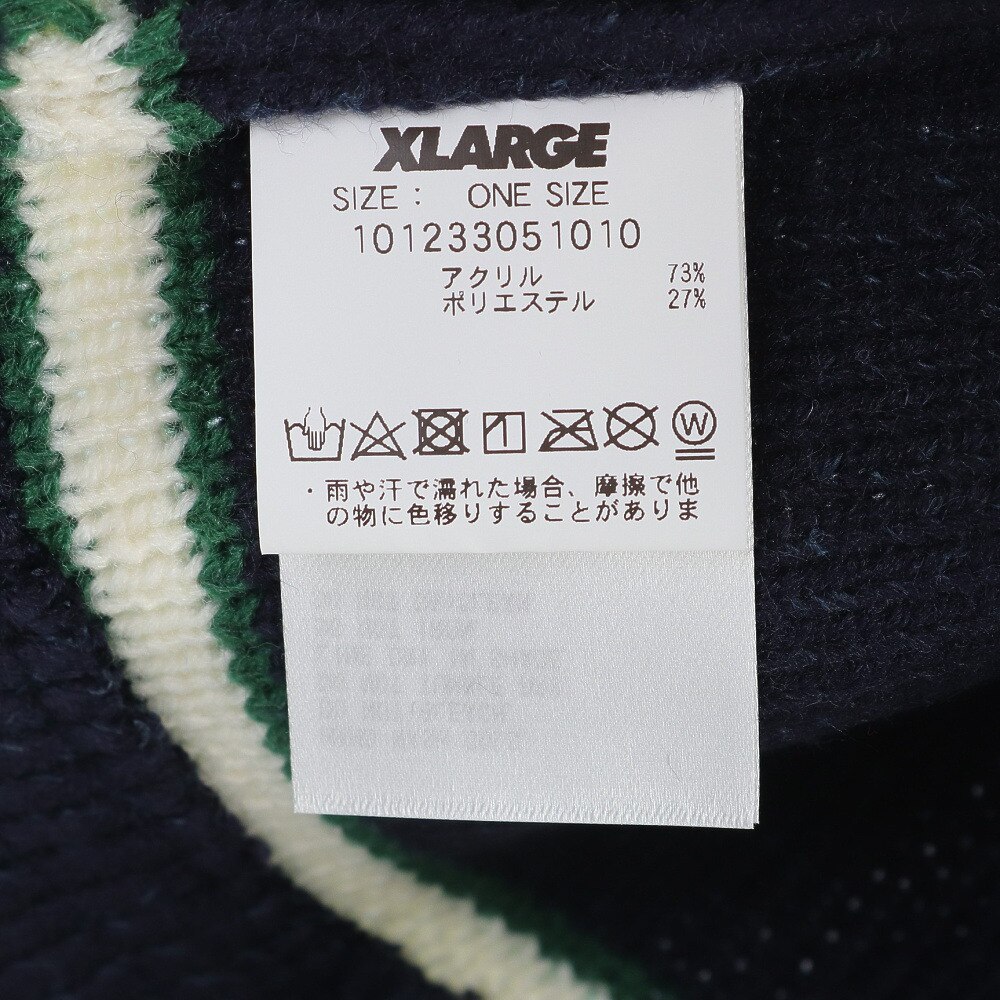 XLARGE
SIZE : ONE SIZE
101233051010
アクリル 73%
ポリエステル 27%
W
・雨や汗で濡れた場合、摩擦で他
の物に色移りすることがありま